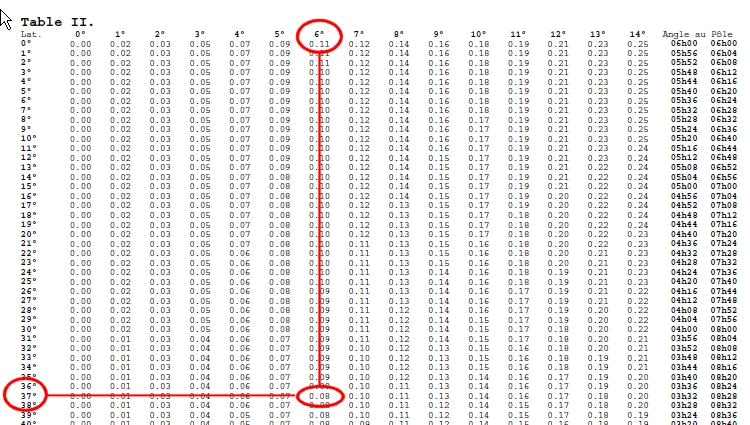 Table II.
Lat. 0° 1° 2° 3° 4° 5° 6° 7° 8° 9° 10° 11° 12° 13° 14° Angle au Pôle
0° 0.00 0.02 0.03 0.05 0.07 0.09 0.11 0.12 0.14 0.16 0.18 0.19 0.21 0.23 0.25 06h00 06h00
1° 0.00 0.02 0.03 0.05 0.07 0.09 0.11 0.12 0.14 0.16 0.18 0.19 0.21 0.23 0.25 05h56 06h04
2° 0.00 0.02 0.03 0.05 0.07 0.09 0.11 0.12 0.14 0.16 0.18 0.19 0.21 0.23 0.25 05h52 06h08
3° 0.00 0.02 0.03 0.05 0.07 0.09 0.10 0.12 0.14 0.16 0.18 0.19 0.21 0.23 0.25 05h48 06h12
4° 0.00 0.02 0.03 0.05 0.07 0.09 0.10 0.12 0.14 0.16 0.18 0.19 0.21 0.23 0.25 05h44 06h16
5° 0.00 0.02 0.03 0.05 0.07 0.09 0.10 0.12 0.14 0.16 0.18 0.19 0.21 0.23 0.25 05h40 06h20
6° 0.00 0.02 0.03 0.05 0.07 0.09 0.10 0.12 0.14 0.16 0.18 0.19 0.21 0.23 0.25 05h36 06h24
7° 0.00 0.02 0.03 0.05 0.07 0.09 0.10 0.12 0.14 0.16 0.18 0.19 0.21 0.23 0.25 05h32 06h28
8° 0.00 0.02 0.03 0.05 0.07 0.09 0.10 0.12 0.14 0.16 0.17 0.19 0.21 0.23 0.25 05h28 06h32
9° 0.00 0.02 0.03 0.05 0.07 0.09 0.10 0.12 0.14 0.16 0.17 0.19 0.21 0.23 0.25 05h24 06h36
10° 0.00 0.02 0.03 0.05 0.07 0.09 0.10 0.12 0.14 0.16 0.17 0.19 0.21 0.23 0.25 05h20 06h40
11° 0.00 0.02 0.03 0.05 0.07 0.09 0.10 0.12 0.14 0.16 0.17 0.19 0.21 0.23 0.24 05h16 06h44
12° 0.00 0.02 0.03 0.05 0.07 0.09 0.10 0.12 0.14 0.15 0.17 0.19 0.21 0.23 0.24 05h12 06h48
13° 0.00 0.02 0.03 0.05 0.07 0.09 0.10 0.12 0.14 0.15 0.17 0.19 0.21 0.22 0.24 05h08 06h52
14° 0.00 0.02 0.03 0.05 0.07 0.08 0.10 0.12 0.14 0.15 0.17 0.19 0.21 0.22 0.24 05h04 06h56
15° 0.00 0.02 0.03 0.05 0.07 0.08 0.10 0.12 0.14 0.15 0.17 0.19 0.21 0.22 0.24 05h00 07h00
16° 0.00 0.02 0.03 0.05 0.07 0.08 0.10 0.12 0.14 0.15 0.17 0.19 0.20 0.22 0.24 04h56 07h04
17° 0.00 0.02 0.03 0.05 0.07 0.08 0.10 0.12 0.13 0.15 0.17 0.19 0.20 0.22 0.24 04h52 07h08
18° 0.00 0.02 0.03 0.05 0.07 0.08 0.10 0.12 0.13 0.15 0.17 0.18 0.20 0.22 0.24 04h48 07h12
19° 0.00 0.02 0.03 0.05 0.07 0.08 0.10 0.12 0.13 0.15 0.17 0.18 0.20 0.22 0.24 04h44 07h16
20° 0.00 0.02 0.03 0.05 0.07 0.08 0.10 0.12 0.13 0.15 0.17 0.18 0.20 0.22 0.23 04h40 07h20
21° 0.00 0.02 0.03 0.05 0.07 0.08 0.10 0.11 0.13 0.15 0.16 0.18 0.20 0.22 0.23 04h36 07h24
22° 0.00 0.02 0.03 0.05 0.06 0.08 0.10 0.11 0.13 0.15 0.16 0.18 0.20 0.21 0.23 04h32 07h28
23° 0.00 0.02 0.03 0.05 0.06 0.08 0.10 0.11 0.13 0.15 0.16 0.18 0.20 0.21 0.23 04h28 07h32
24° 0.00 0.02 0.03 0.05 0.06 0.08 0.10 0.11 0.13 0.14 0.16 0.18 0.19 0.21 0.23 04h24 07h36
25° 0.00 0.02 0.03 0.05 0.06 0.08 0.10 0.11 0.13 0.14 0.16 0.18 0.19 0.21 0.23 04h20 07h40
26° 0.00 0.02 0.03 0.05 0.06 0.08 0.09 0.11 0.13 0.14 0.16 0.17 0.19 0.21 0.22 04h16 07h44
27° 0.00 0.02 0.03 0.05 0.06 0.08 0.09 0.11 0.13 0.14 0.16 0.17 0.19 0.21 0.22 04h12 07h48
28° 0.00 0.02 0.03 0.05 0.06 0.08 0.09 0.11 0.12 0.14 0.16 0.17 0.19 0.20 0.22 04h08 07h52
29° 0.00 0.02 0.03 0.05 0.06 0.08 0.09 0.11 0.12 0.14 0.15 0.17 0.19 0.20 0.22 04h04 07h56
30° 0.00 0.02 0.03 0.05 0.06 0.08 0.09 0.11 0.12 0.14 0.15 0.17 0.18 0.20 0.22 04h00 08h00
31° 0.00 0.01 0.03 0.04 0.06 0.07 0.09 0.11 0.12 0.14 0.15 0.17 0.18 0.20 0.21 03h56 08h04
32° 0.00 0.01 0.03 0.04 0.06 0.07 0.09 0.10 0.12 0.13 0.15 0.16 0.18 0.20 0.21 03h52 08h08
33° 0.00 0.01 0.03 0.04 0.06 0.07 0.09 0.10 0.12 0.13 0.15 0.16 0.18 0.19 0.21 03h48 08h12
34° 0.00 0.01 0.03 0.04 0.06 0.07 0.09 0.10 0.12 0.13 0.15 0.16 0.18 0.19 0.21 03h44 08h16
35° 0.00 0.01 0.03 0.04 0.06 0.07 0.09 0.10 0.12 0.13 0.14 0.16 0.17 0.19 0.20 03h40 08h20
36° 0.00 0.01 0.03 0.04 0.06 0.07 0.10 0.11 0.13 0.14 0.16 0.17 0.19 0.20 03h36 08h24
37° 0.00 0.01 0.03 0.04 0.06 0.07 0.08 0.10 0.11 0.13 0.14 0.16 0.17 0.18 0.20 03h32 08h28
38° 0.00 0.01 0.03 0.04 0.06 0.07 0.10 0.11 0.12 0.14 0.15 0.17 0.18 0.20 03h28 08h32
39° 0.00 0.01 0.03 0.04 0.05 0.07 0.08 0.10 0.11 0.12 0.14 0.15 0.17 0.18 0.19 03h24 08h36